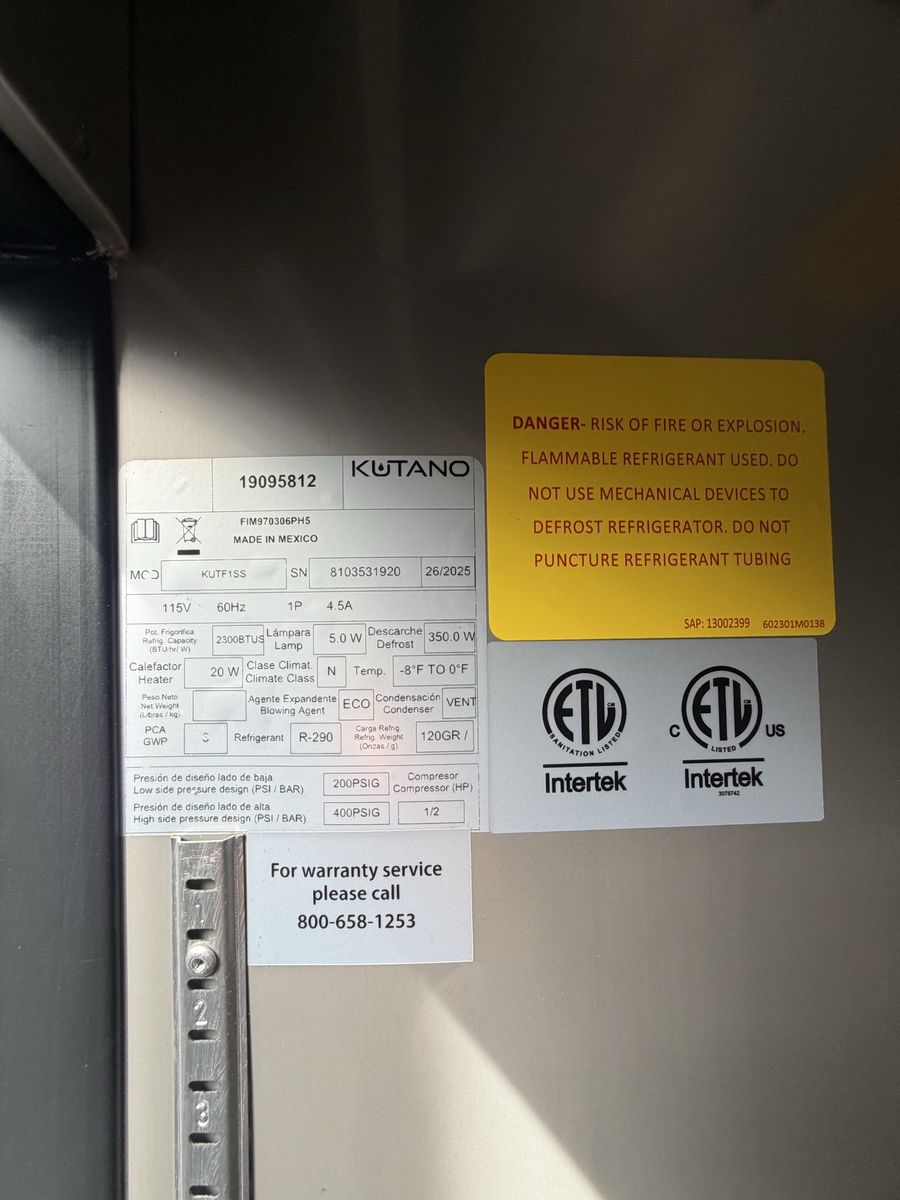 19095812
KUTANO
FIM970306PH5
MADE IN MEXICO
KUTF1SS
SN
8103531920
26/2025
115V 60Hz 1P 4.5A
Pot. Frigorifica
Refrig. Capacity
(BTU/hr/ W)
2300BTUS
Lámpara
Lamp
5.0 W
Descarche
Defrost
350.0 W
Calefactor
Heater
20 W
Clase Climat.
Climate Class
N
Temp.
-8°F TO 0°F
Peso Neto
Net Weight
(Libras / kg)
Agente Expandente
Blowing Agent
ECO
Condensación
Condenser
VENT
PCA
GWP
Refrigerant
R-290
Carga Refrig.
Refrig. Weight
(Onzas / g)
120GR /
Presión de diseño lado de baja
Low side pressure design (PSI / BAR)
200PSIG
Compresor
Compressor (HP)
Presión de diseño lado de alta
High side pressure design (PSI / BAR)
400PSIG
1/2
DANGER- RISK OF FIRE OR EXPLOSION.
FLAMMABLE REFRIGERANT USED. DO
NOT USE MECHANICAL DEVICES TO
DEFROST REFRIGERATOR. DO NOT
PUNCTURE REFRIGERANT TUBING
SAP: 13002399 602301M0138
ETL
CM
SANITATION LISTED
Intertek
C
ETL
CM
LISTED
US
Intertek
3078742
For warranty service
please call
800-658-1253
1
2
3